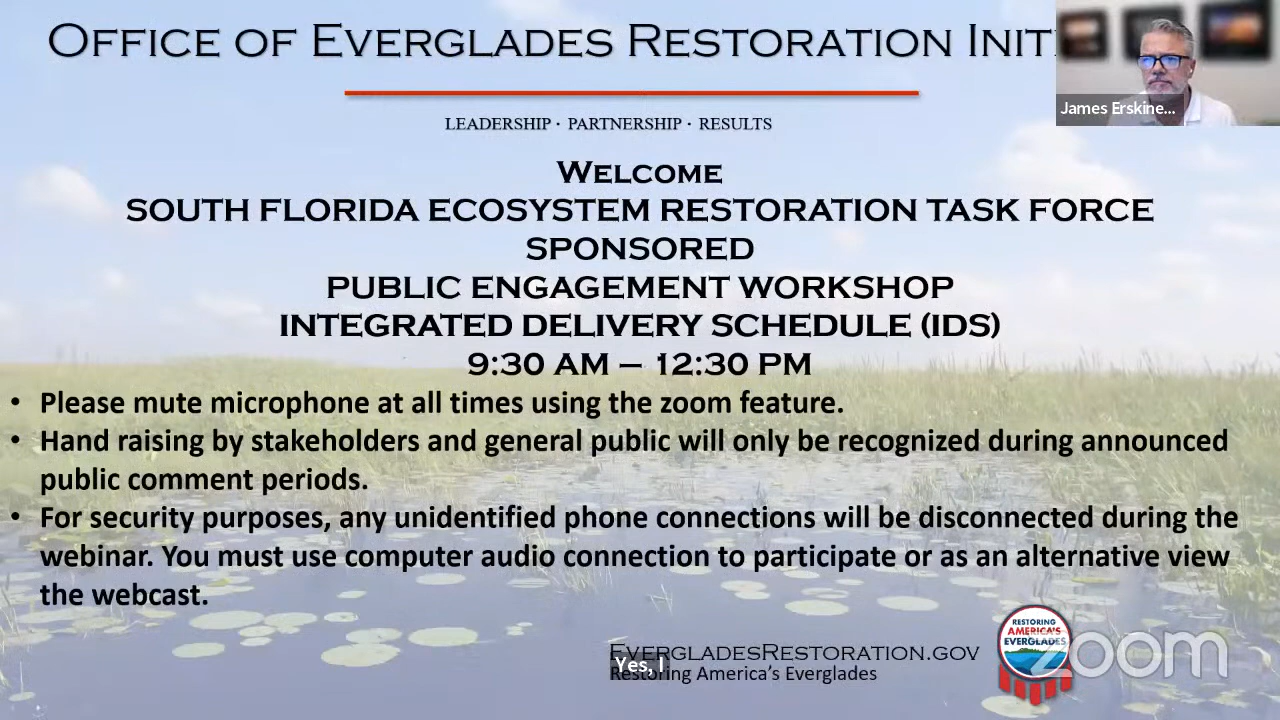 OFFICE OF EVERGLADES RESTORATION INIT
James Erskine...
LEADERSHIP · PARTNERSHIP · RESULTS
WELCOME
SOUTH FLORIDA ECOSYSTEM RESTORATION TASK FORCE
SPONSORED
PUBLIC ENGAGEMENT WORKSHOP
INTEGRATED DELIVERY SCHEDULE (IDS)
9:30 AM – 12:30 PM
• Please mute microphone at all times using the zoom feature.
• Hand raising by stakeholders and general public will only be recognized during announced
public comment periods.
• For security purposes, any unidentified phone connections will be disconnected during the
webinar. You must use computer audio connection to participate or as an alternative view
the webcast.
EVERGLADESRESTORATION.GOV
Yes, I
Restoring America's Everglades
RESTORING
AMERICA'S
EVERGLADES
zoom